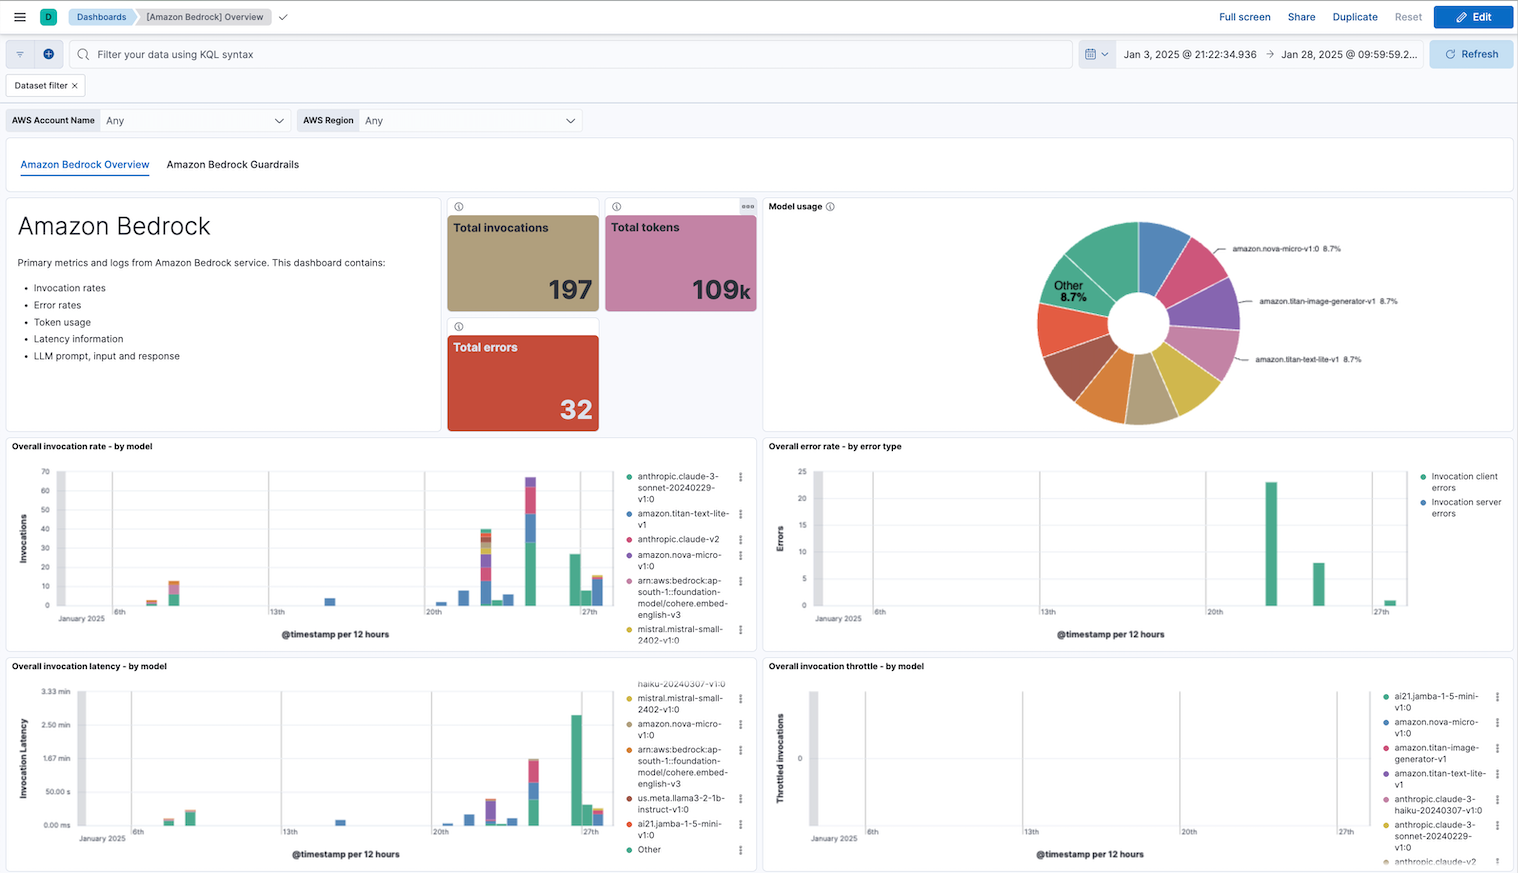 D
Dashboards
[Amazon Bedrock] Overview
Full screen
Share
Duplicate
Reset
Edit
Filter your data using KQL syntax
Jan 3, 2025 @ 21:22:34.936 → Jan 28, 2025 @ 09:59:59.2...
Refresh
Dataset filter ×
AWS Account Name
Any
AWS Region
Any
Amazon Bedrock Overview
Amazon Bedrock Guardrails
Amazon Bedrock
Primary metrics and logs from Amazon Bedrock service. This dashboard contains:
• Invocation rates
• Error rates
• Token usage
• Latency information
• LLM prompt, input and response
Total invocations
197
Total tokens
109k
Total errors
32
Model usage
amazon.nova-micro-v1:0 8.7%
amazon.titan-image-generator-v1 8.7%
amazon.titan-text-lite-v1 8.7%
Other
8.7%
Overall invocation rate - by model
Invocations
70
60
50
40
30
20
10
0
6th
13th
20th
27th
January 2025
@timestamp per 12 hours
anthropic.claude-3-
sonnet-20240229-
v1:0
amazon.titan-text-lite-
v1
anthropic.claude-v2
amazon.nova-micro-
v1:0
arn:aws:bedrock:ap-
south-1::foundation-
model/cohere.embed-
english-v3
mistral.mistral-small-
2402-v1:0
Overall error rate - by error type
Errors
25
20
15
10
5
0
6th
13th
20th
27th
January 2025
@timestamp per 12 hours
Invocation client
errors
Invocation server
errors
Overall invocation latency - by model
Invocation Latency
3.33 min
2.50 min
1.67 min
50.00 s
0.00 ms
6th
13th
20th
27th
January 2025
@timestamp per 12 hours
haiku-20240307-v1:0
mistral.mistral-small-
2402-v1:0
amazon.nova-micro-
v1:0
arn:aws:bedrock:ap-
south-1::foundation-
model/cohere.embed-
english-v3
us.meta.llama3-2-1b-
instruct-v1:0
ai21.jamba-1-5-mini-
v1:0
Other
Overall invocation throttle - by model
Throttled invocations
0
6th
13th
20th
27th
January 2025
@timestamp per 12 hours
ai21.jamba-1-5-mini-
v1:0
amazon.nova-micro-
v1:0
amazon.titan-image-
generator-v1
amazon.titan-text-lite-
v1
anthropic.claude-3-
haiku-20240307-v1:0
anthropic.claude-3-
sonnet-20240229-
v1:0
anthropic.claude-v2